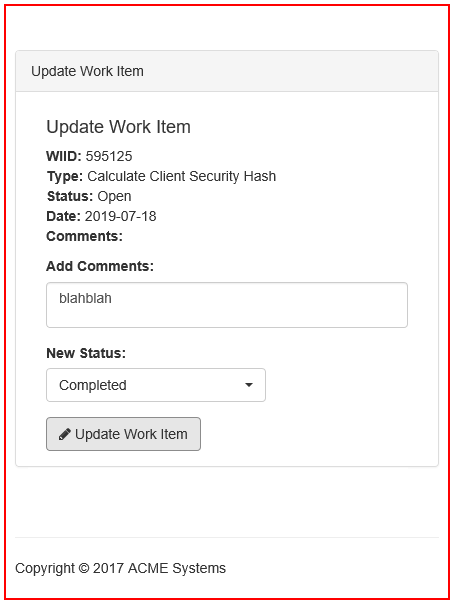 Update Work Item
Update Work Item
WIID: 595125
Type: Calculate Client Security Hash
Status: Open
Date: 2019-07-18
Comments:
Add Comments:
blahblah
New Status:
Completed
Update Work Item
Copyright © 2017 ACME Systems